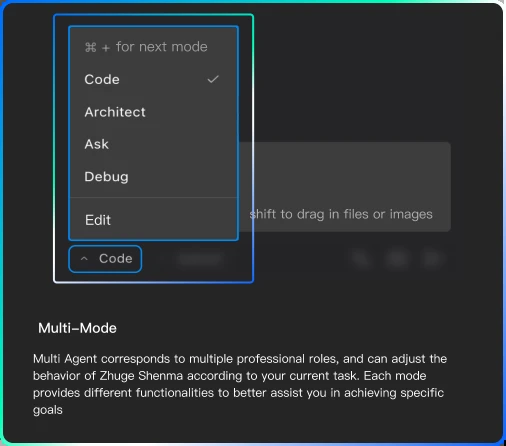 ⌘ + for next mode
Code
Architect
Ask
Debug
Edit
shift to drag in files or images
Code
Multi-Mode
Multi Agent corresponds to multiple professional roles, and can adjust the
behavior of Zhuge Shenma according to your current task. Each mode
provides different functionalities to better assist you in achieving specific
goals